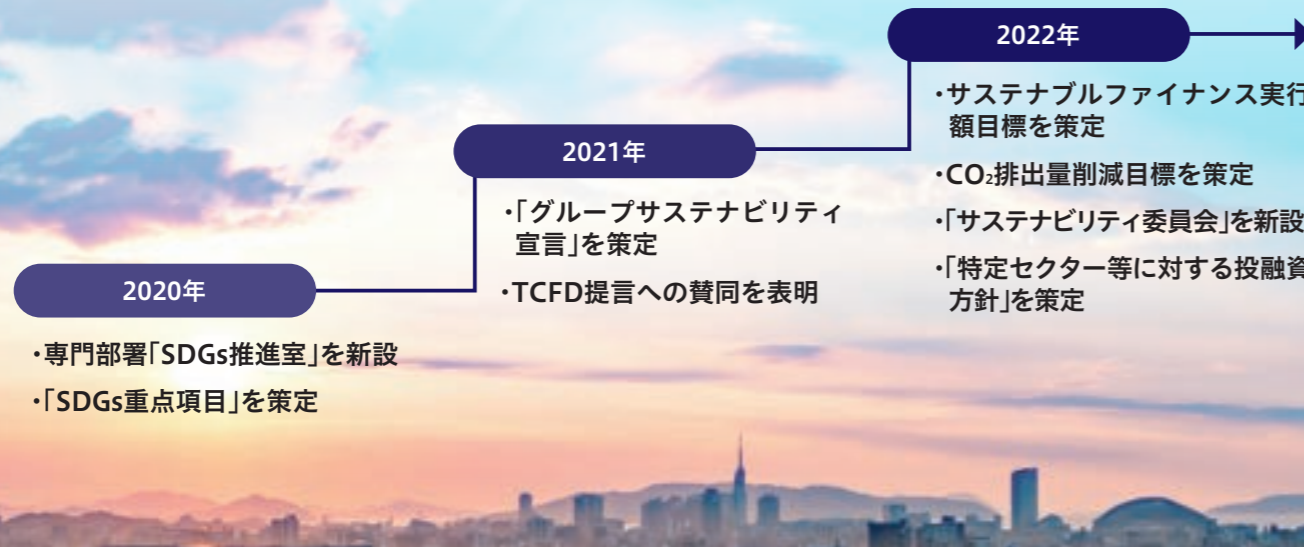 2020年
・専門部署「SDGs推進室」を新設
・「SDGs重点項目」を策定
2021年
・「グループサステナビリティ
宣言」を策定
・TCFD提言への賛同を表明
2022年
・サステナブルファイナンス実行
額目標を策定
・CO₂排出量削減目標を策定
・「サステナビリティ委員会」を新設
・「特定セクター等に対する投融資
方針」を策定